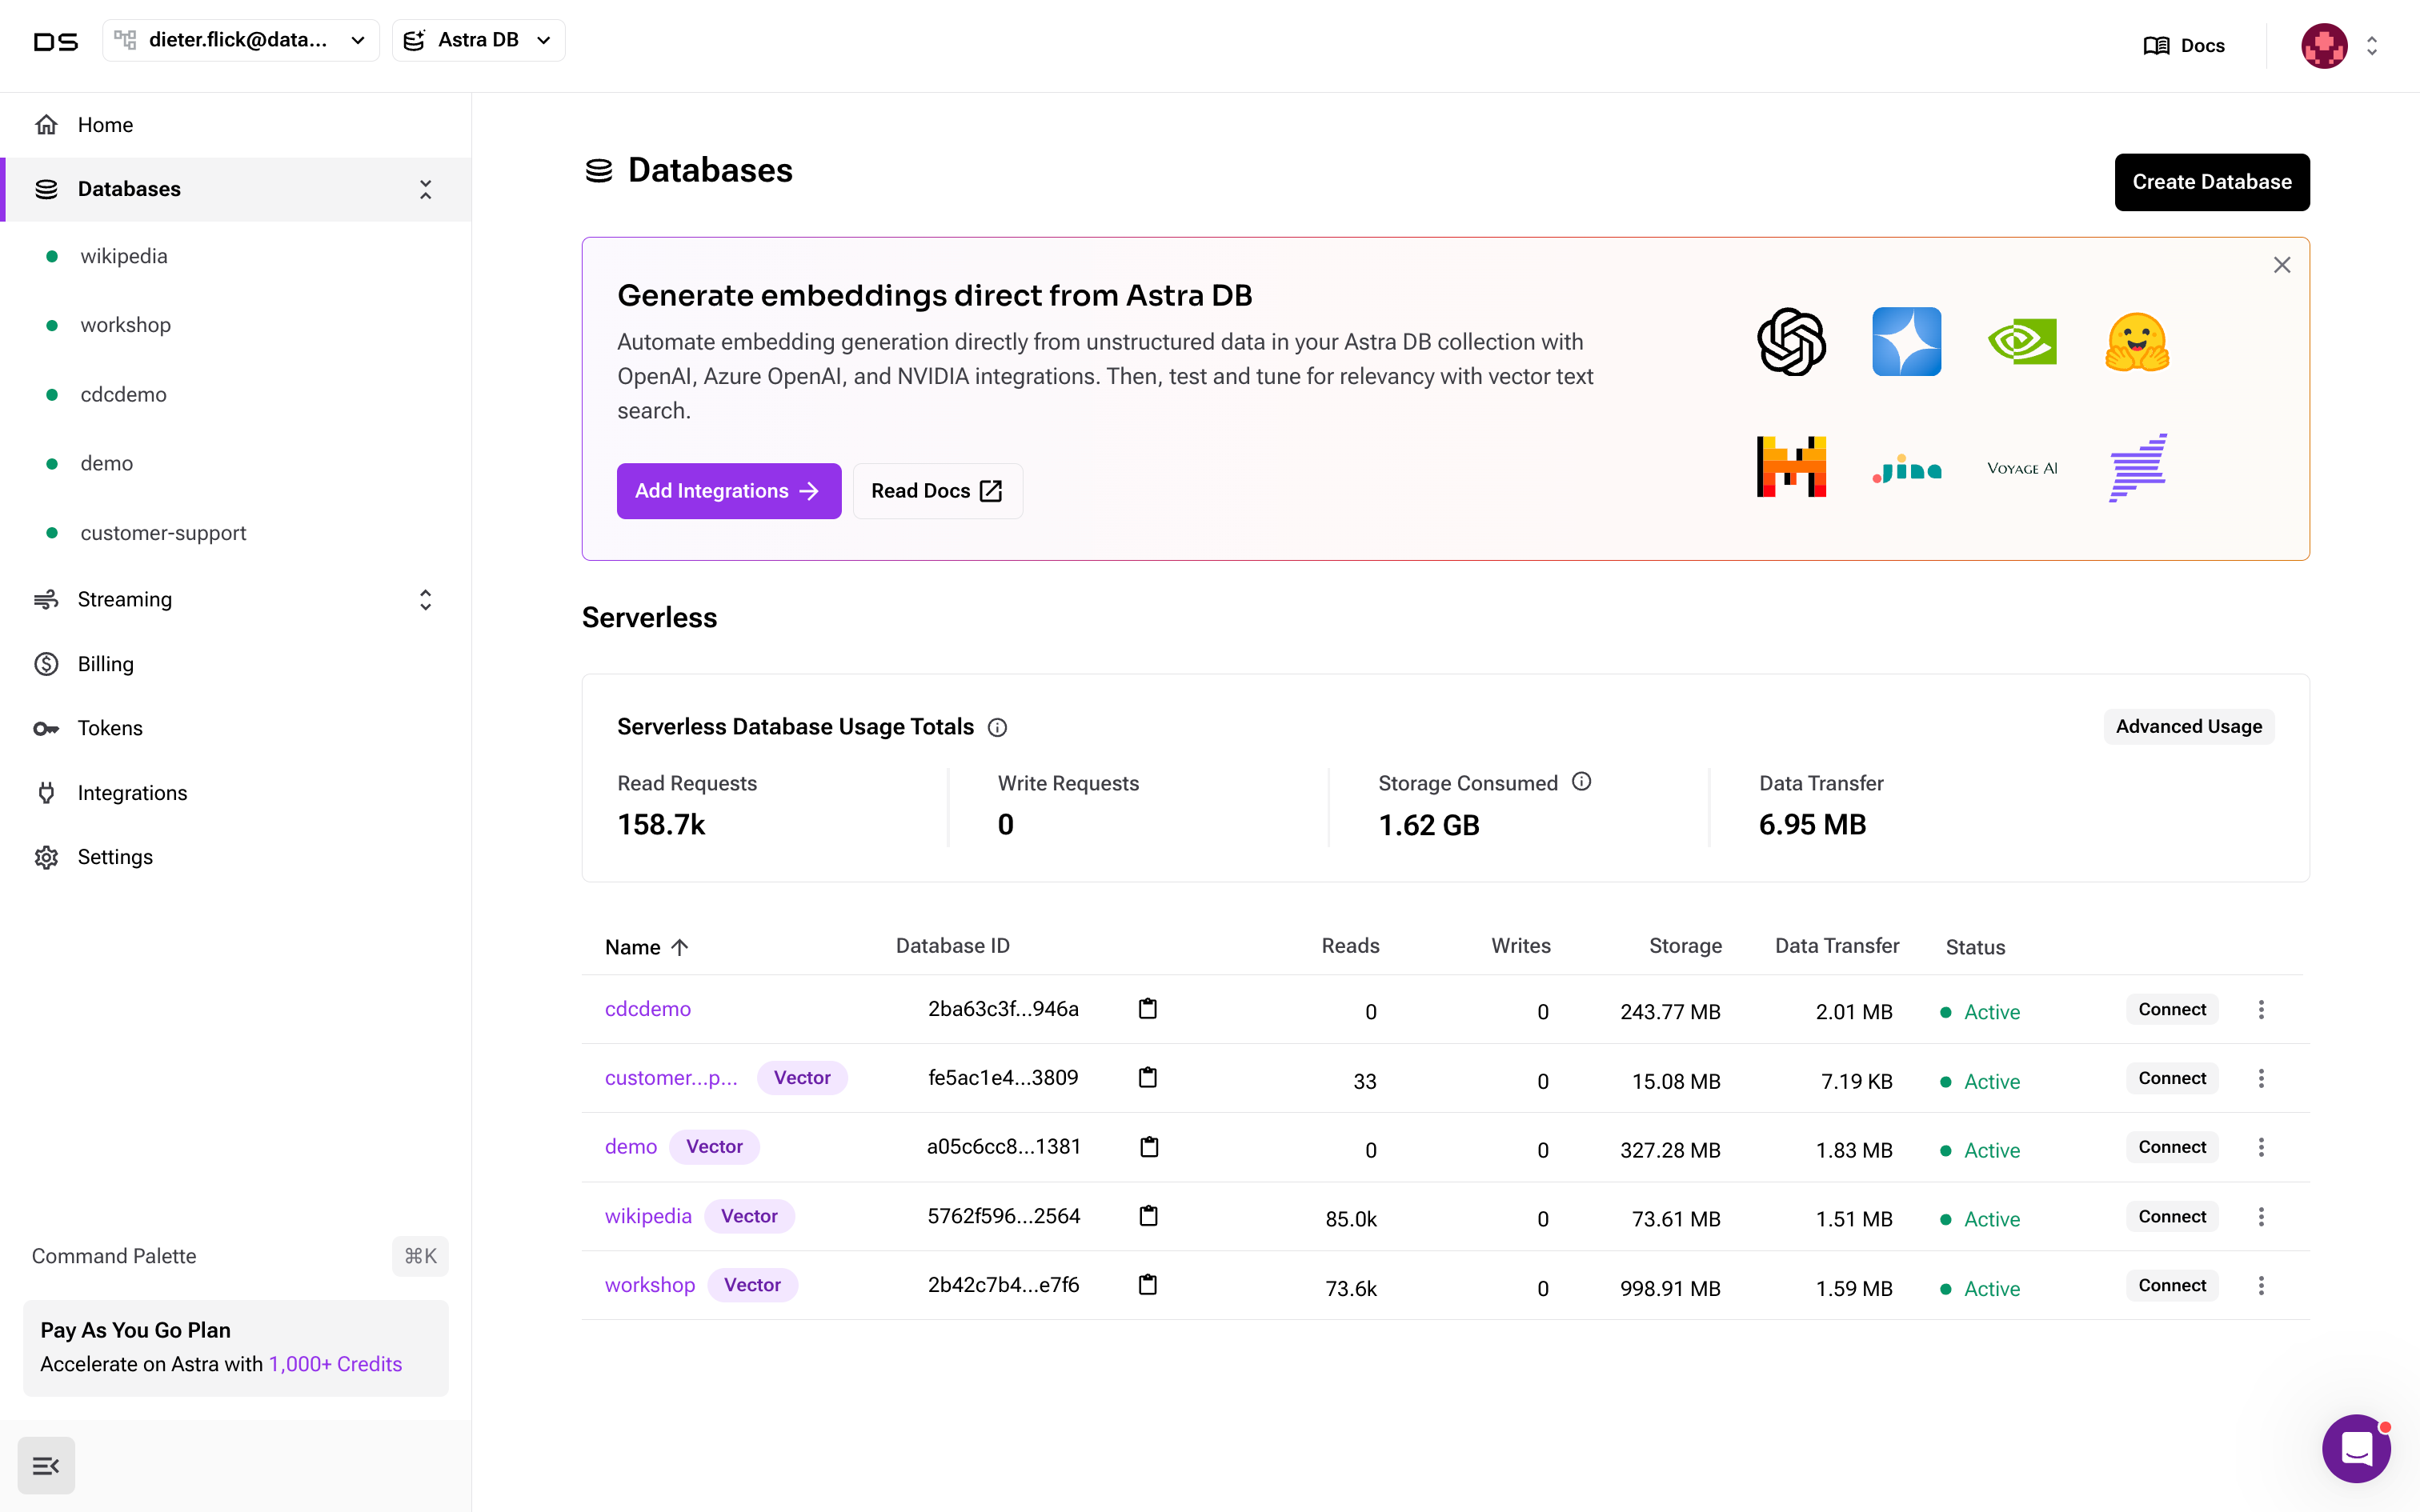 DS
dieter.flick@data...
Astra DB
Docs
Home
Databases
wikipedia
workshop
cdcdemo
demo
customer-support
Streaming
Billing
Tokens
Integrations
Settings
Command Palette
⌘K
Pay As You Go Plan
Accelerate on Astra with 1,000+ Credits
Databases
Create Database
Generate embeddings direct from Astra DB
Automate embedding generation directly from unstructured data in your Astra DB collection with
OpenAI, Azure OpenAI, and NVIDIA integrations. Then, test and tune for relevancy with vector text
search.
Add Integrations
Read Docs
jina
VOYAGE AI
Serverless
Serverless Database Usage Totals
Advanced Usage
Read Requests
158.7k
Write Requests
0
Storage Consumed
1.62 GB
Data Transfer
6.95 MB
Name Database ID Reads Writes Storage Data Transfer Status
cdcdemo 2ba63c3f...946a 0 0 243.77 MB 2.01 MB Active Connect
customer...p... Vector fe5ac1e4...3809 33 0 15.08 MB 7.19 KB Active Connect
demo Vector a05c6cc8...1381 0 0 327.28 MB 1.83 MB Active Connect
wikipedia Vector 5762f596...2564 85.0k 0 73.61 MB 1.51 MB Active Connect
workshop Vector 2b42c7b4...e7f6 73.6k 0 998.91 MB 1.59 MB Active Connect